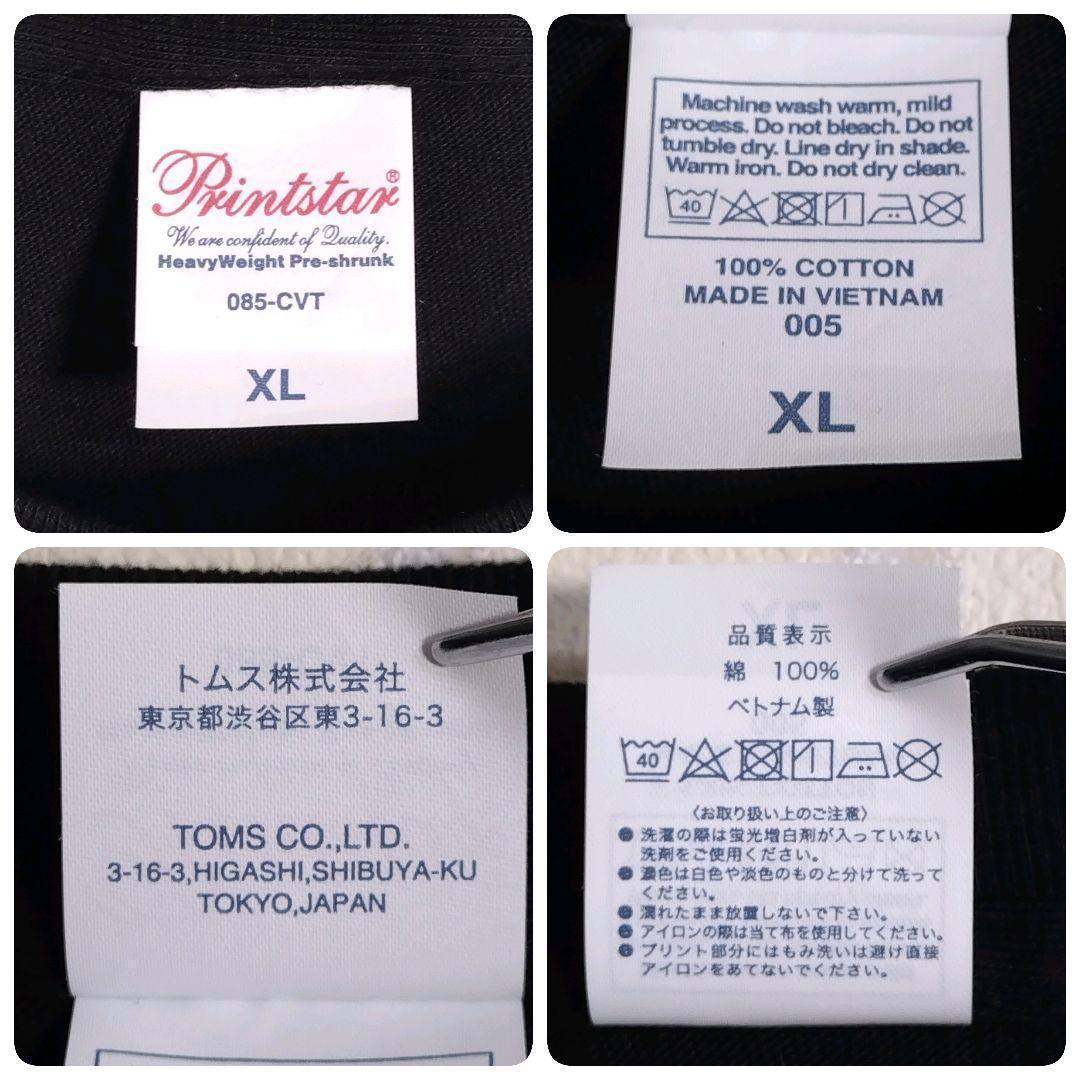 Printstar®
We are confident of Quality.
HeavyWeight Pre-shrunk
085-CVT
XL
Machine wash warm, mild
process. Do not bleach. Do not
tumble dry. Line dry in shade.
Warm iron. Do not dry clean.
40
100% COTTON
MADE IN VIETNAM
005
XL
トムス株式会社
東京都渋谷区東3-16-3
TOMS CO.,LTD.
3-16-3,HIGASHI,SHIBUYA-KU
TOKYO,JAPAN
品質表示
綿 100%
ベトナム製
40
〈お取り扱い上のご注意〉
●洗濯の際は蛍光増白剤が入っていない
洗剤をご使用ください。
●濃色は白色や淡色のものと分けて洗って
ください。
●濡れたまま放置しないで下さい。
●アイロンの際は当て布を使用してください。
●プリント部分にはもみ洗いは避け直接
アイロンをあてないでください。